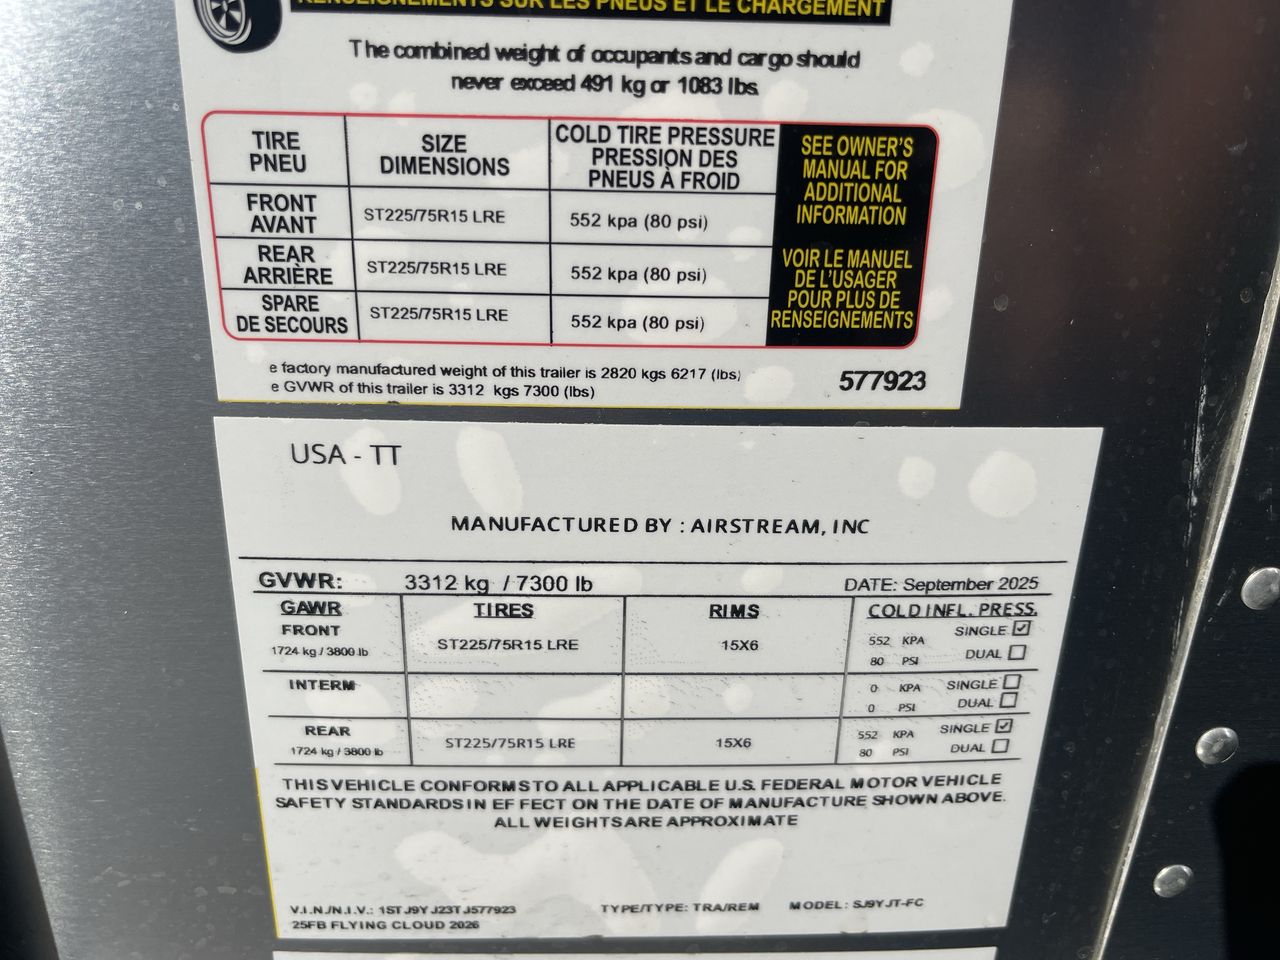 RENSEIGNEMENTS SUR LES PNEUS ET LE CHARGEMENT
The combined weight of occupants and cargo should
never exceed 491 kg or 1083 lbs.
TIRE
PNEU
SIZE
DIMENSIONS
COLD TIRE PRESSURE
PRESSION DES
PNEUS À FROID
SEE OWNER'S
MANUAL FOR
ADDITIONAL
INFORMATION
VOIR LE MANUEL
DE L'USAGER
POUR PLUS DE
RENSEIGNEMENTS
FRONT
AVANT
ST225/75R15 LRE
552 kpa (80 psi)
REAR
ARRIÈRE
ST225/75R15 LRE
552 kpa (80 psi)
SPARE
DE SECOURS
ST225/75R15 LRE
552 kpa (80 psi)
e factory manufactured weight of this trailer is 2820 kgs 6217 (lbs)
e GVWR of this trailer is 3312 kgs 7300 (lbs)
577923
USA - TT
MANUFACTURED BY : AIRSTREAM, INC
GVWR: 3312 kg / 7300 lb DATE: September 2025
GAWR TIRES RIMS COLD INFL. PRESS.
FRONT
1724 kg / 3800 lb
ST225/75R15 LRE
15X6
552 KPA SINGLE
80 PSI DUAL
INTERM
0 KPA SINGLE
0 PSI DUAL
REAR
1724 kg / 3800 lb
ST225/75R15 LRE
15X6
552 KPA SINGLE
80 PSI DUAL
THIS VEHICLE CONFORMS TO ALL APPLICABLE U.S. FEDERAL MOTOR VEHICLE
SAFETY STANDARDS IN EFFECT ON THE DATE OF MANUFACTURE SHOWN ABOVE.
ALL WEIGHTS ARE APPROXIMATE
V.I.N./N.I.V.: 1STJ9YJ23TJ577923 TYPE/TYPE: TRA/REM MODEL: SJ9YJT-FC
25FB FLYING CLOUD 2026